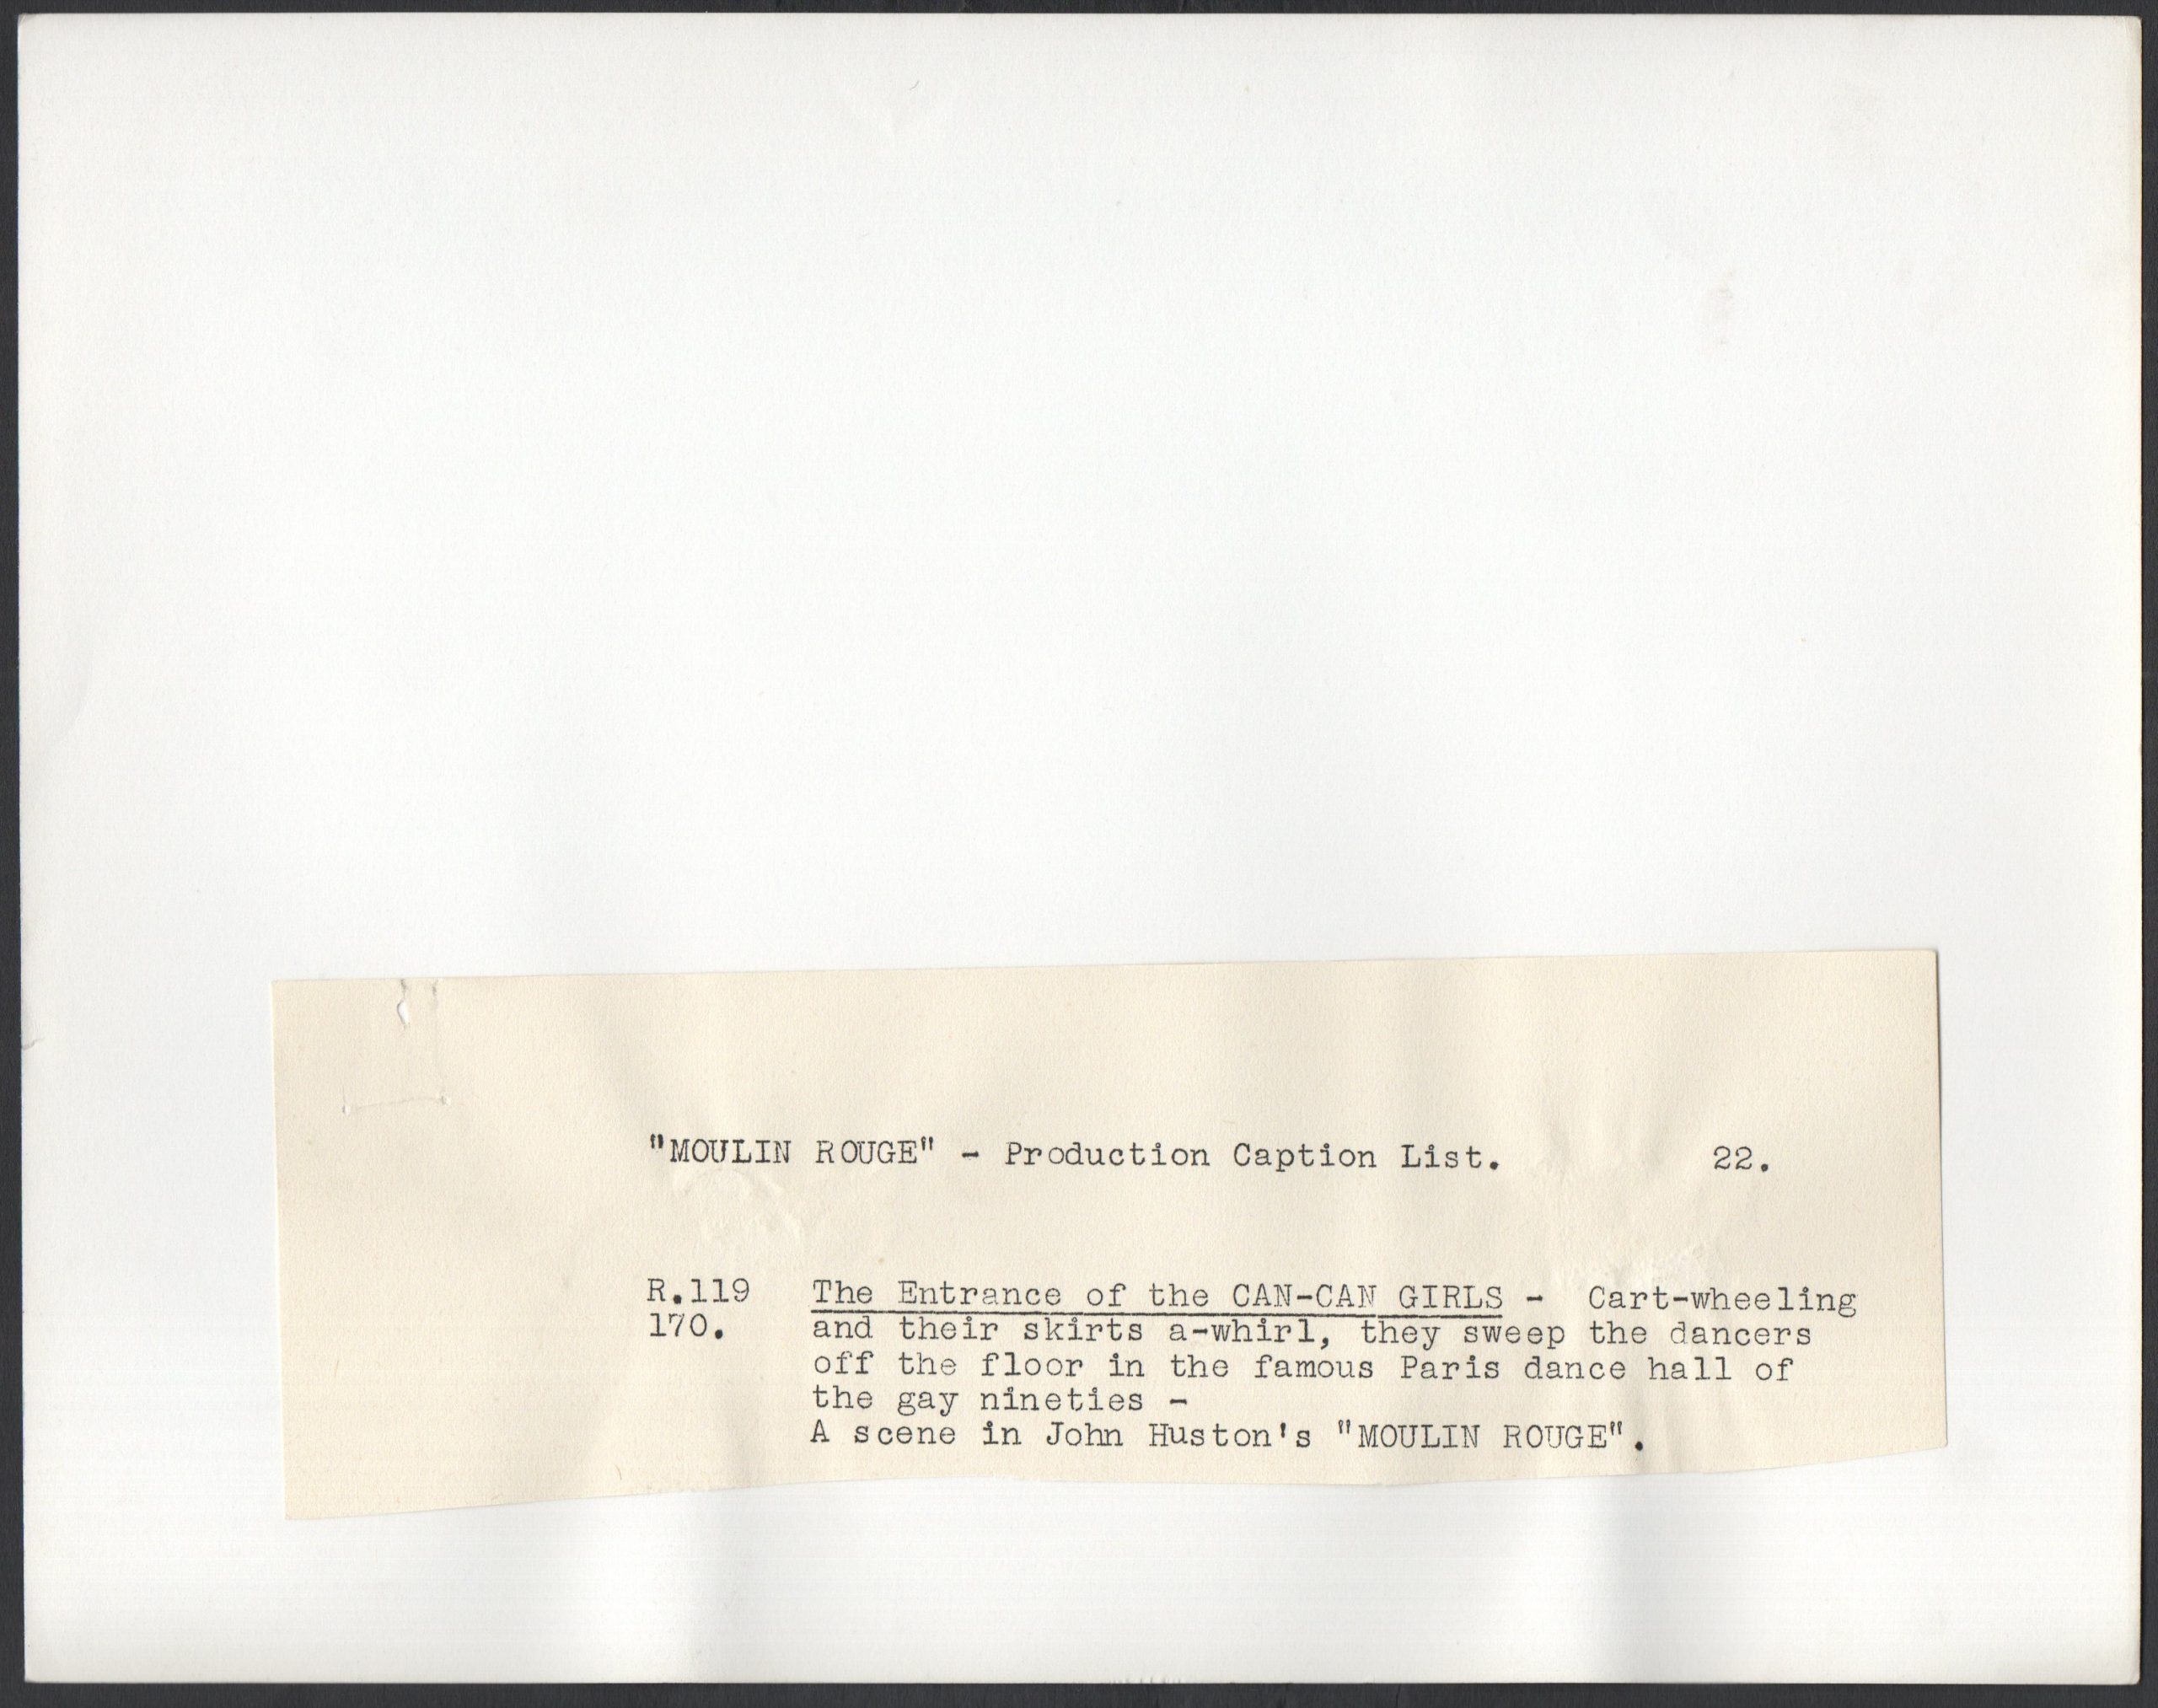 "MOULIN ROUGE" - Production Caption List. 22.
R.119 The Entrance of the CAN-CAN GIRLS - Cart-wheeling
170. and their skirts a-whirl, they sweep the dancers
off the floor in the famous Paris dance hall of
the gay nineties -
A scene in John Huston's "MOULIN ROUGE".